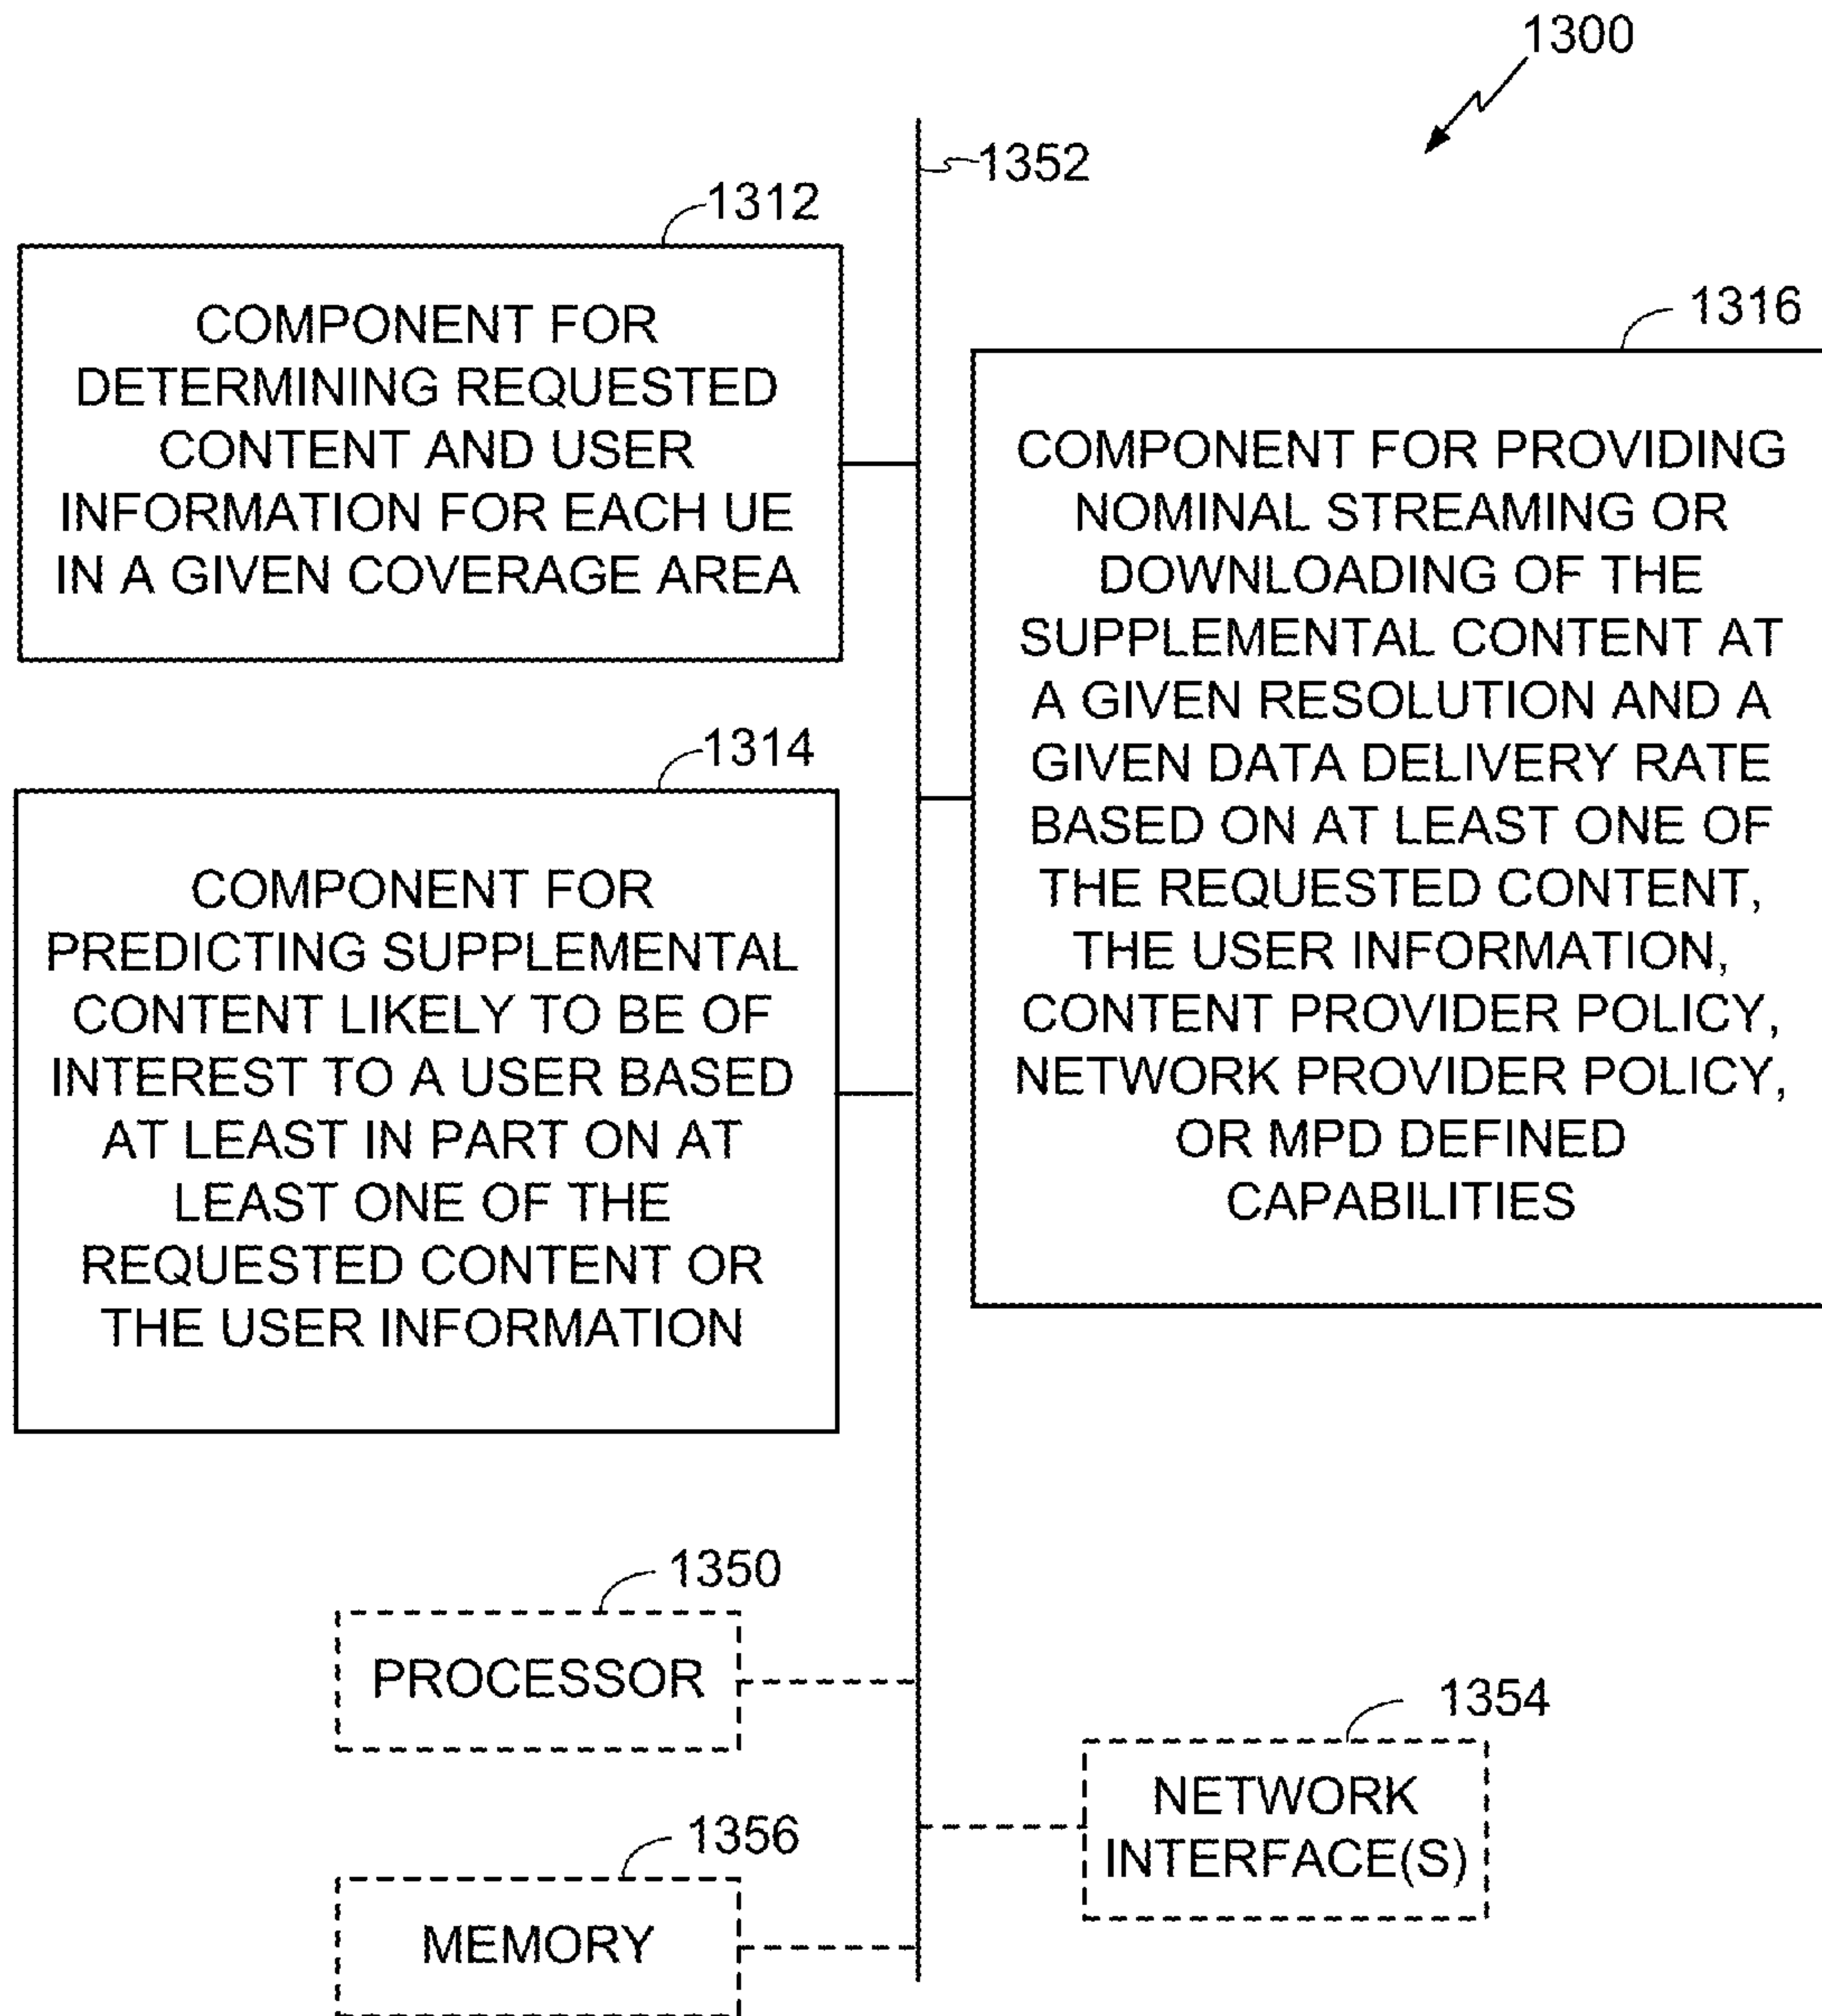 1300
1352
1312
COMPONENT FOR
DETERMINING REQUESTED
CONTENT AND USER
INFORMATION FOR EACH UE
IN A GIVEN COVERAGE AREA
1316
COMPONENT FOR PROVIDING
NOMINAL STREAMING OR
DOWNLOADING OF THE
SUPPLEMENTAL CONTENT AT
A GIVEN RESOLUTION AND A
GIVEN DATA DELIVERY RATE
BASED ON AT LEAST ONE OF
THE REQUESTED CONTENT,
THE USER INFORMATION,
CONTENT PROVIDER POLICY,
NETWORK PROVIDER POLICY,
OR MPD DEFINED
CAPABILITIES
1314
COMPONENT FOR
PREDICTING SUPPLEMENTAL
CONTENT LIKELY TO BE OF
INTEREST TO A USER BASED
AT LEAST IN PART ON AT
LEAST ONE OF THE
REQUESTED CONTENT OR
THE USER INFORMATION
1350
PROCESSOR
1354
NETWORK
INTERFACE(S)
1356
MEMORY